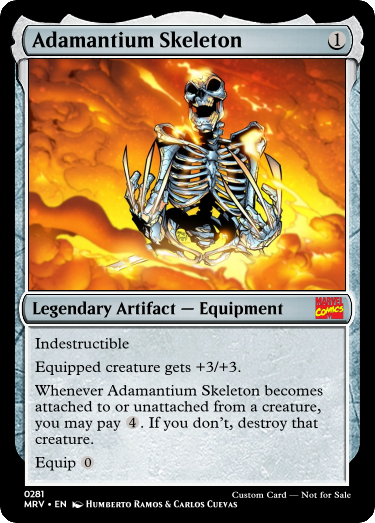 Adamantium Skeleton 1
Legendary Artifact — Equipment MARVEL COMICS
Indestructible
Equipped creature gets +3/+3.
Whenever Adamantium Skeleton becomes
attached to or unattached from a creature,
you may pay 4. If you don't, destroy that
creature.
Equip 0
0281 Custom Card — Not for Sale
MRV • EN Humberto Ramos & Carlos Cuevas